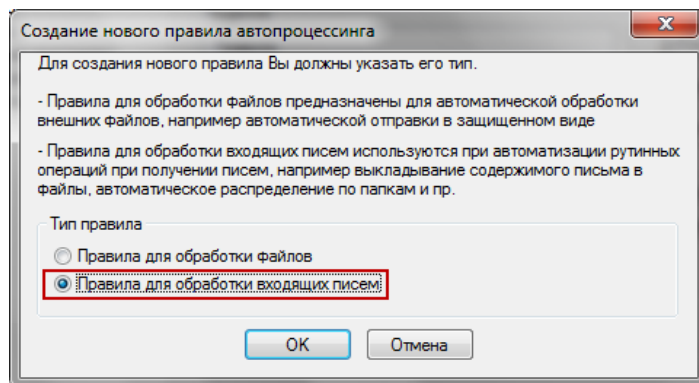 Создание нового правила автопроцессинга
Для создания нового правила Вы должны указать его тип.
- Правила для обработки файлов предназначены для автоматической обработки
внешних файлов, например автоматической отправки в защищенном виде
- Правила для обработки входящих писем используются при автоматизации рутинных
операций при получении писем, например выкладывание содержимого письма в
файлы, автоматическое распределение по папкам и пр.
Тип правила
Правила для обработки файлов
Правила для обработки входящих писем
OK
Отмена